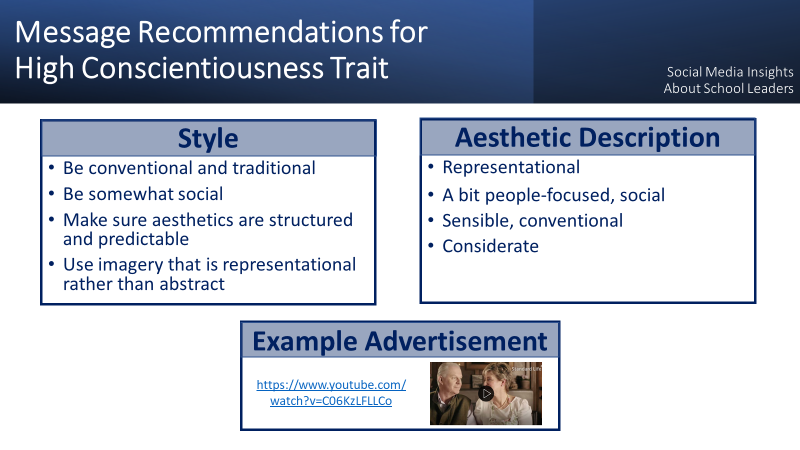 Message Recommendations for
High Conscientiousness Trait
Social Media Insights
About School Leaders
Style
• Be conventional and traditional
• Be somewhat social
• Make sure aesthetics are structured
and predictable
• Use imagery that is representational
rather than abstract
Aesthetic Description
• Representational
• A bit people-focused, social
• Sensible, conventional
• Considerate
Example Advertisement
https://www.youtube.com/
watch?v=C06KzLFLLCo